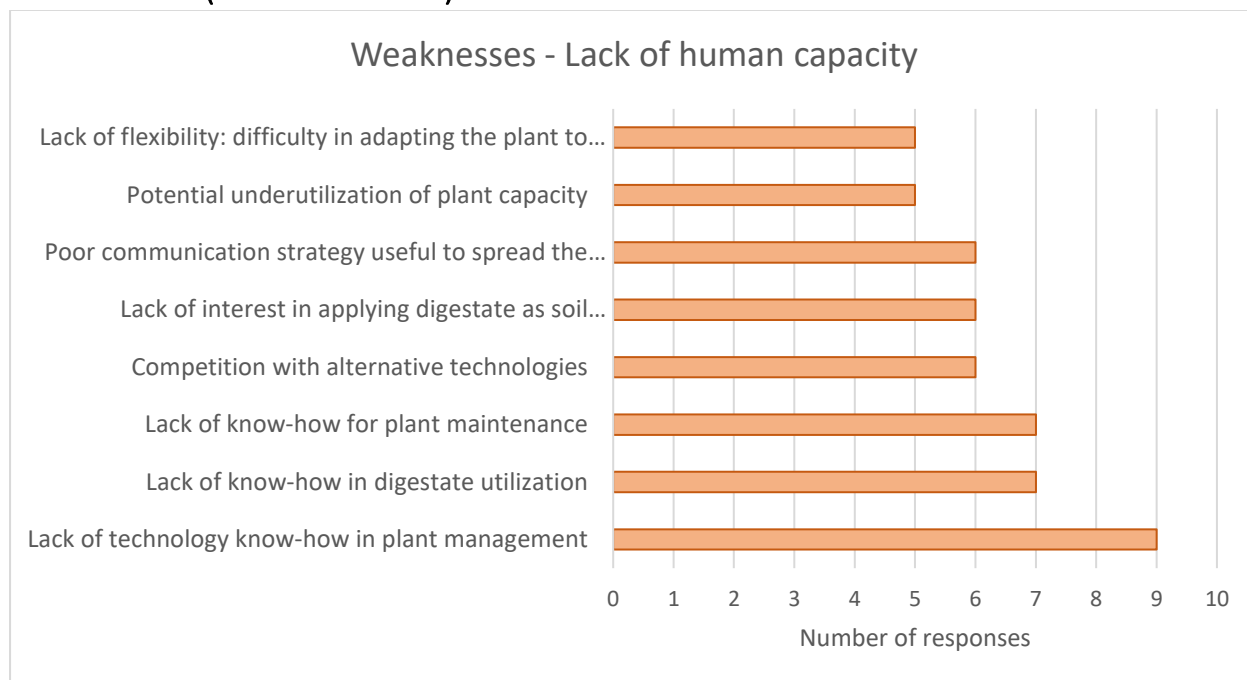 Weaknesses - Lack of human capacity
Lack of flexibility: difficulty in adapting the plant to...
Potential underutilization of plant capacity
Poor communication strategy useful to spread the...
Lack of interest in applying digestate as soil...
Competition with alternative technologies
Lack of know-how for plant maintenance
Lack of know-how in digestate utilization
Lack of technology know-how in plant management
0 1 2 3 4 5 6 7 8 9 10
Number of responses